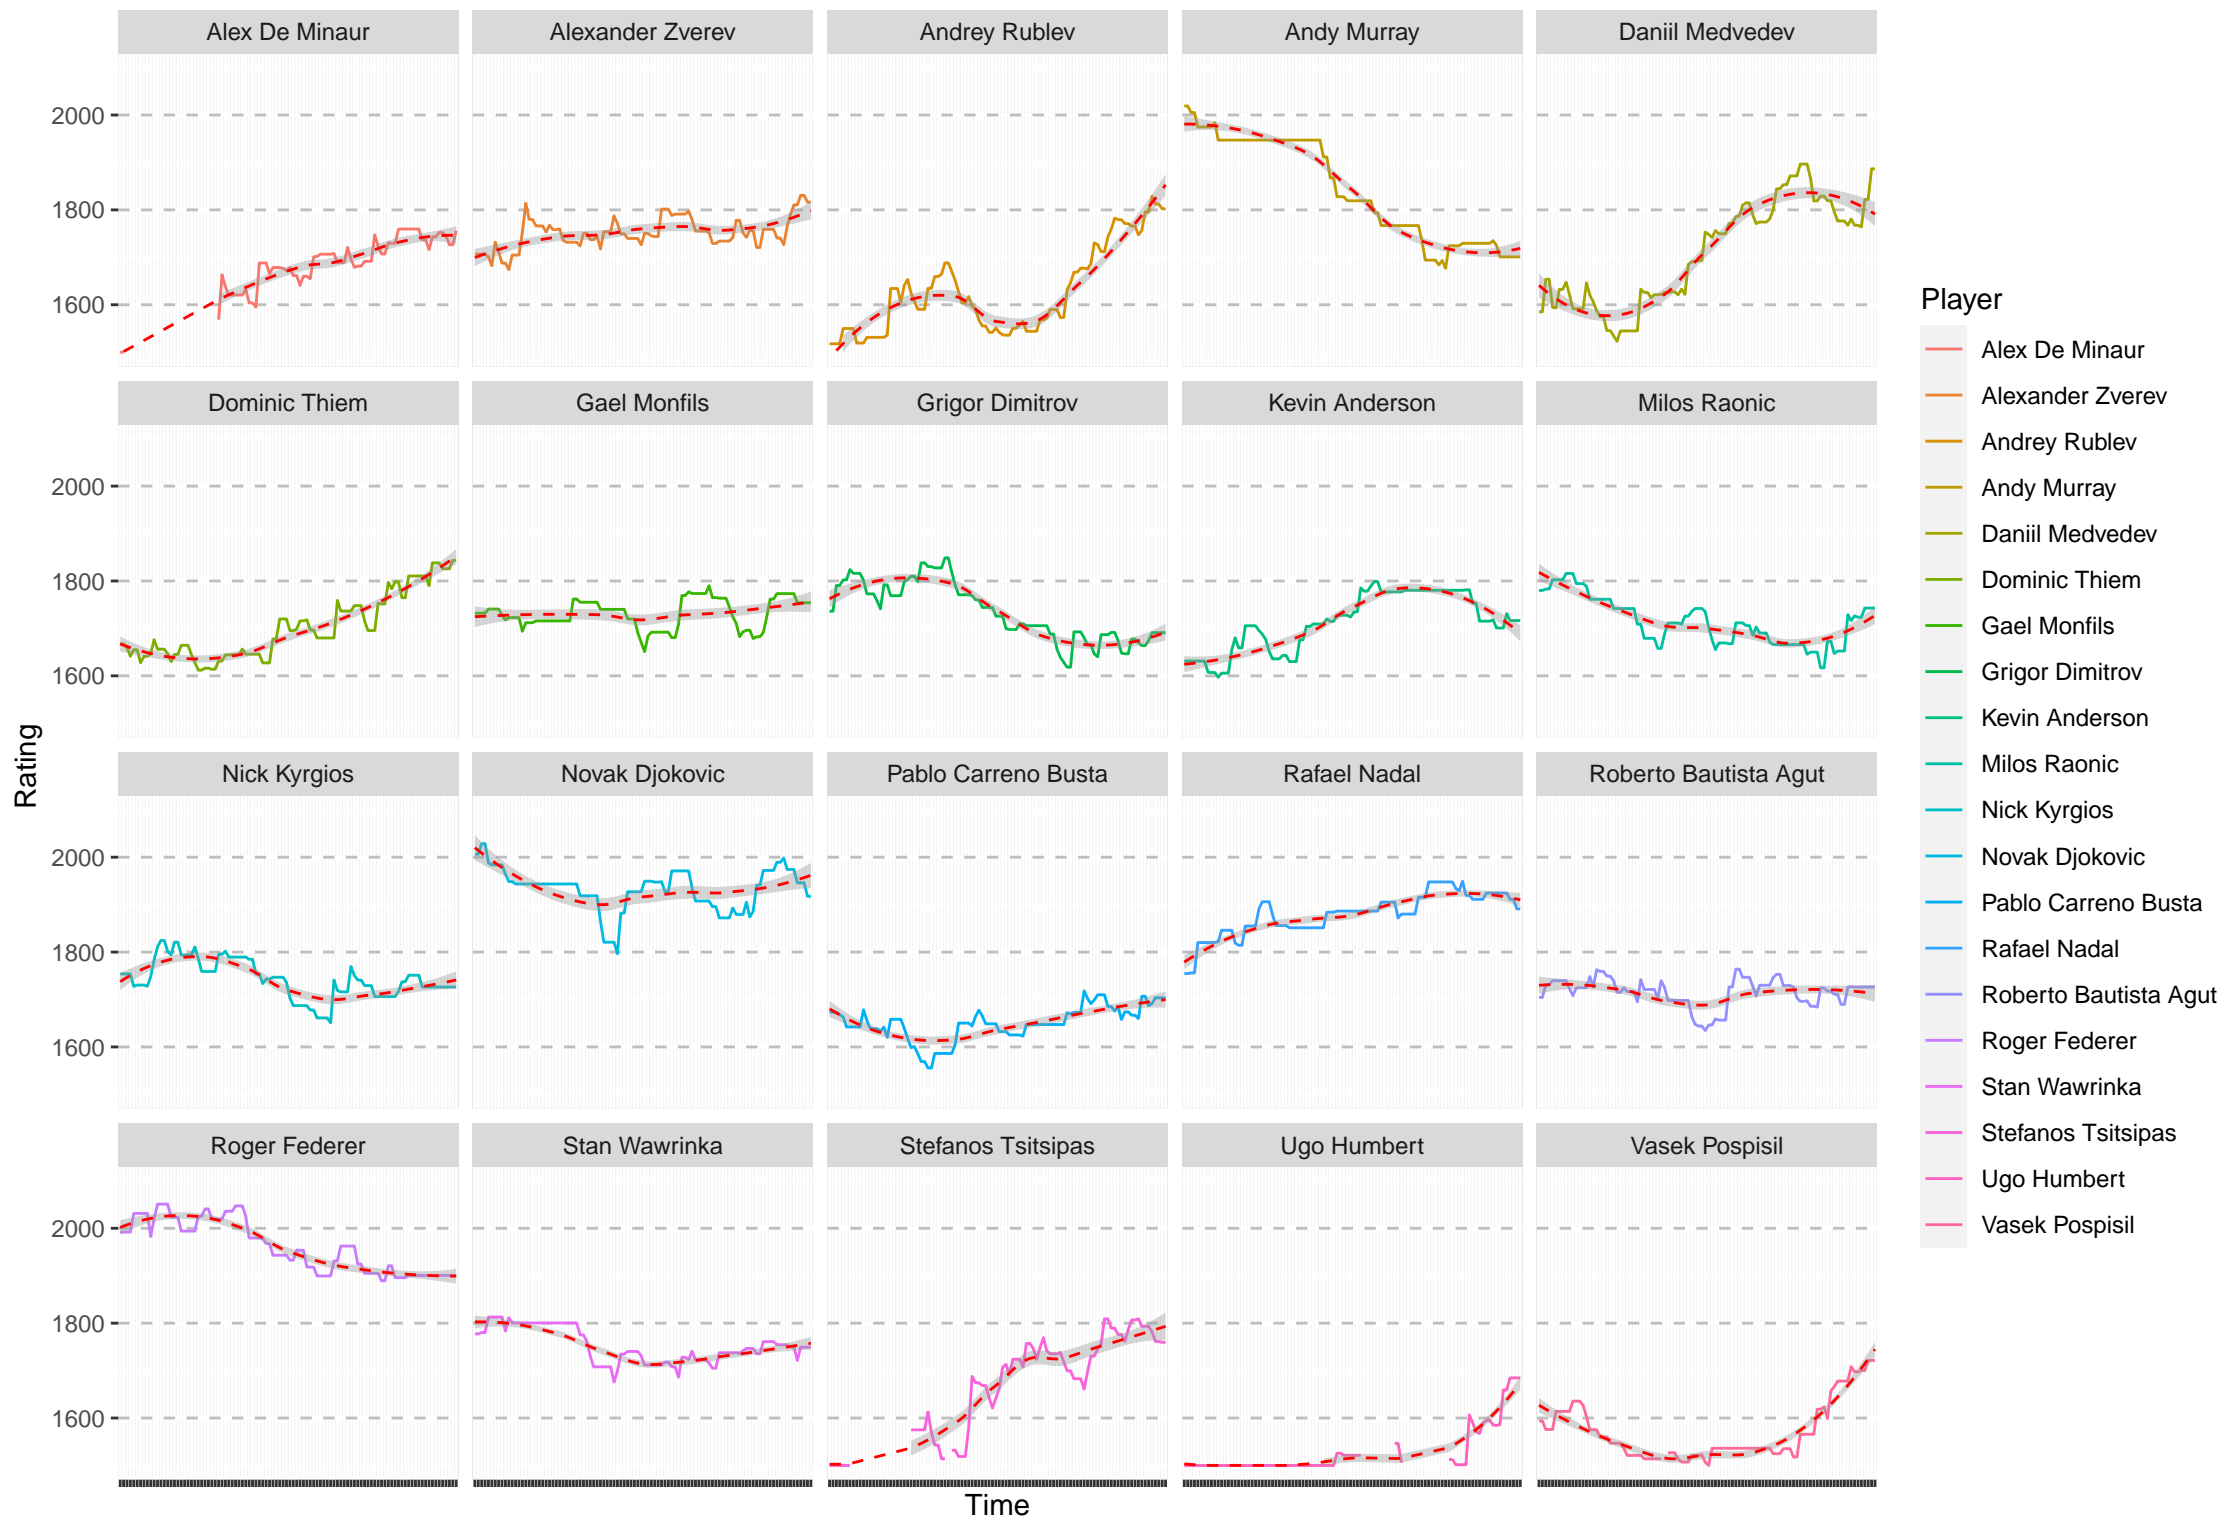 Alex De Minaur
Alexander Zverev
Andrey Rublev
Andy Murray
Daniil Medvedev
2000
1800
1600
Dominic Thiem
Gael Monfils
Grigor Dimitrov
Kevin Anderson
Milos Raonic
2000
1800
1600
Nick Kyrgios
Novak Djokovic
Pablo Carreno Busta
Rafael Nadal
Roberto Bautista Agut
2000
1800
1600
Roger Federer
Stan Wawrinka
Stefanos Tsitsipas
Ugo Humbert
Vasek Pospisil
2000
1800
1600
Rating
Time
Player
Alex De Minaur
Alexander Zverev
Andrey Rublev
Andy Murray
Daniil Medvedev
Dominic Thiem
Gael Monfils
Grigor Dimitrov
Kevin Anderson
Milos Raonic
Nick Kyrgios
Novak Djokovic
Pablo Carreno Busta
Rafael Nadal
Roberto Bautista Agut
Roger Federer
Stan Wawrinka
Stefanos Tsitsipas
Ugo Humbert
Vasek Pospisil